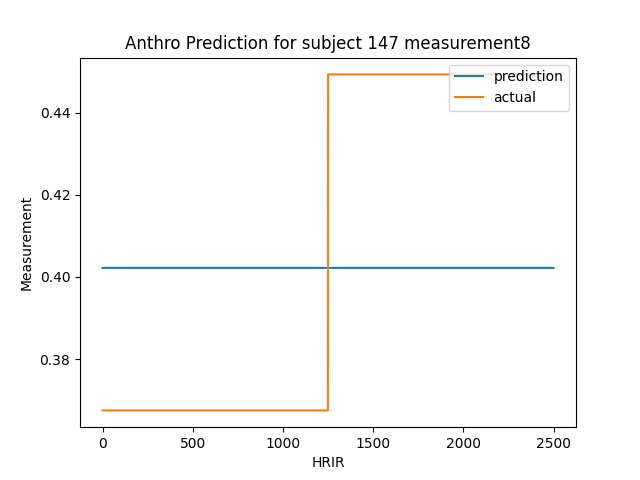 Anthro Prediction for subject 147 measurement8
prediction
actual
0.44
0.42
0.40
0.38
Measurement
0 500 1000 1500 2000 2500
HRIR